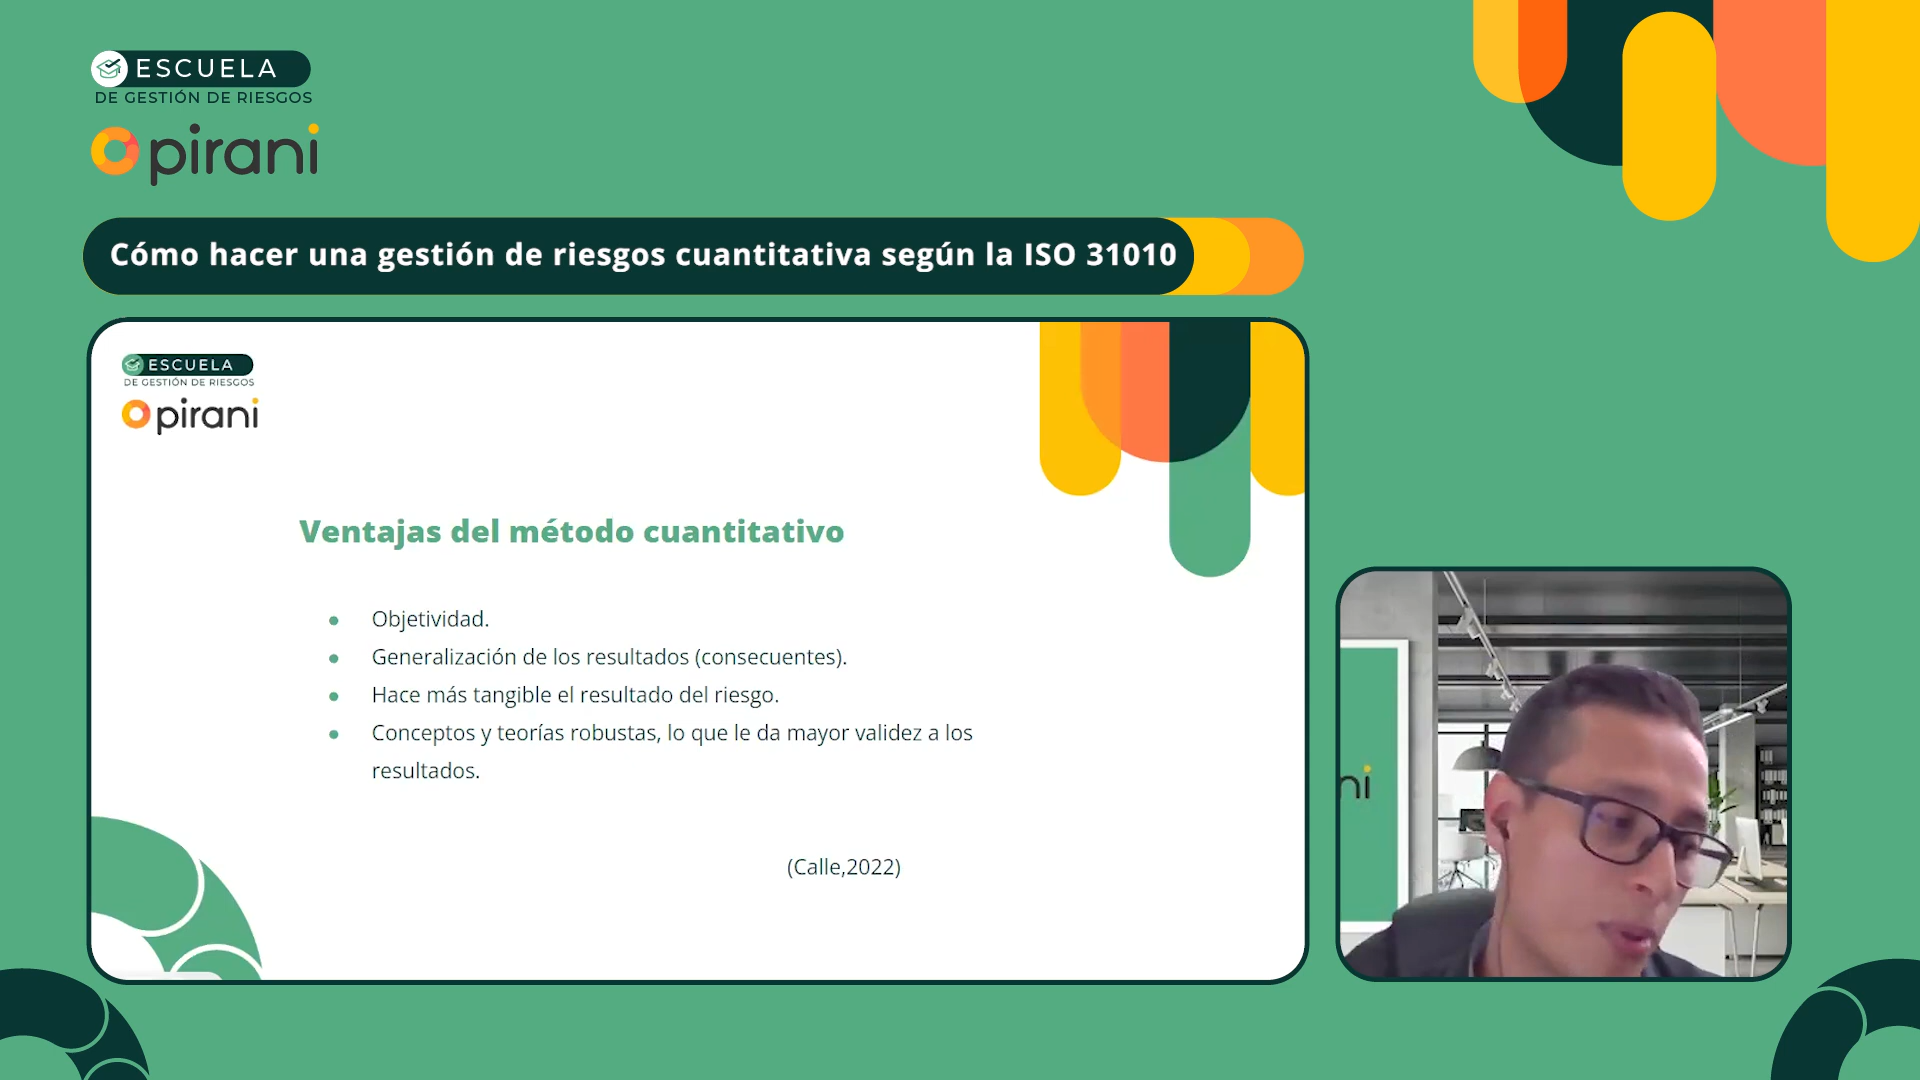 ESCUELA
DE GESTIÓN DE RIESGOS
pirani
Cómo hacer una gestión de riesgos cuantitativa según la ISO 31010
ESCUELA
DE GESTIÓN DE RIESGOS
pirani
Ventajas del método cuantitativo
Objetividad.
Generalización de los resultados (consecuentes).
Hace más tangible el resultado del riesgo.
Conceptos y teorías robustas, lo que le da mayor validez a los
resultados.
(Calle,2022)
ni